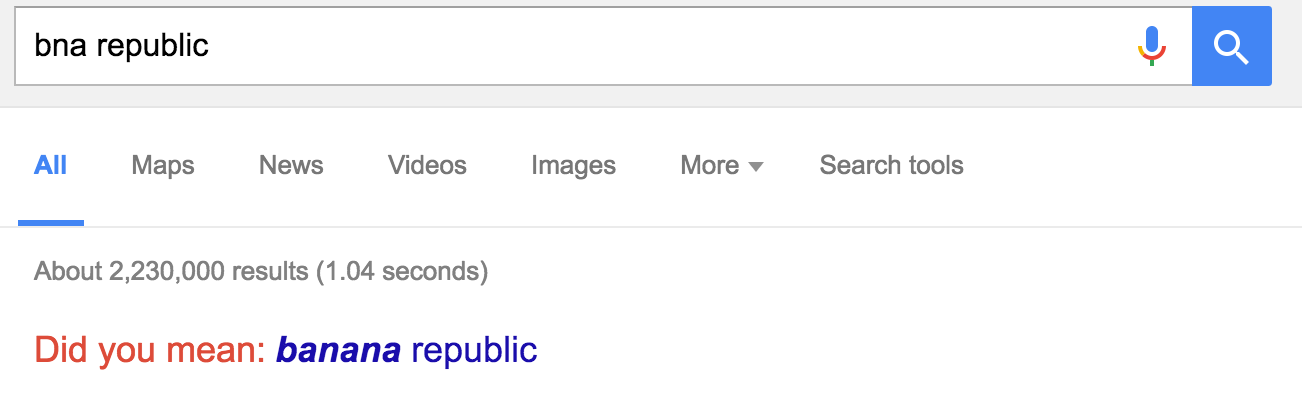 bna republic
All Maps News Videos Images More Search tools
About 2,230,000 results (1.04 seconds)
Did you mean: banana republic